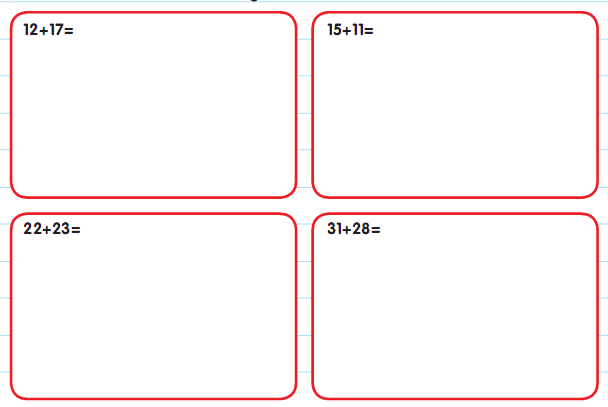 12+17=
15+11=
22+23=
31+28=